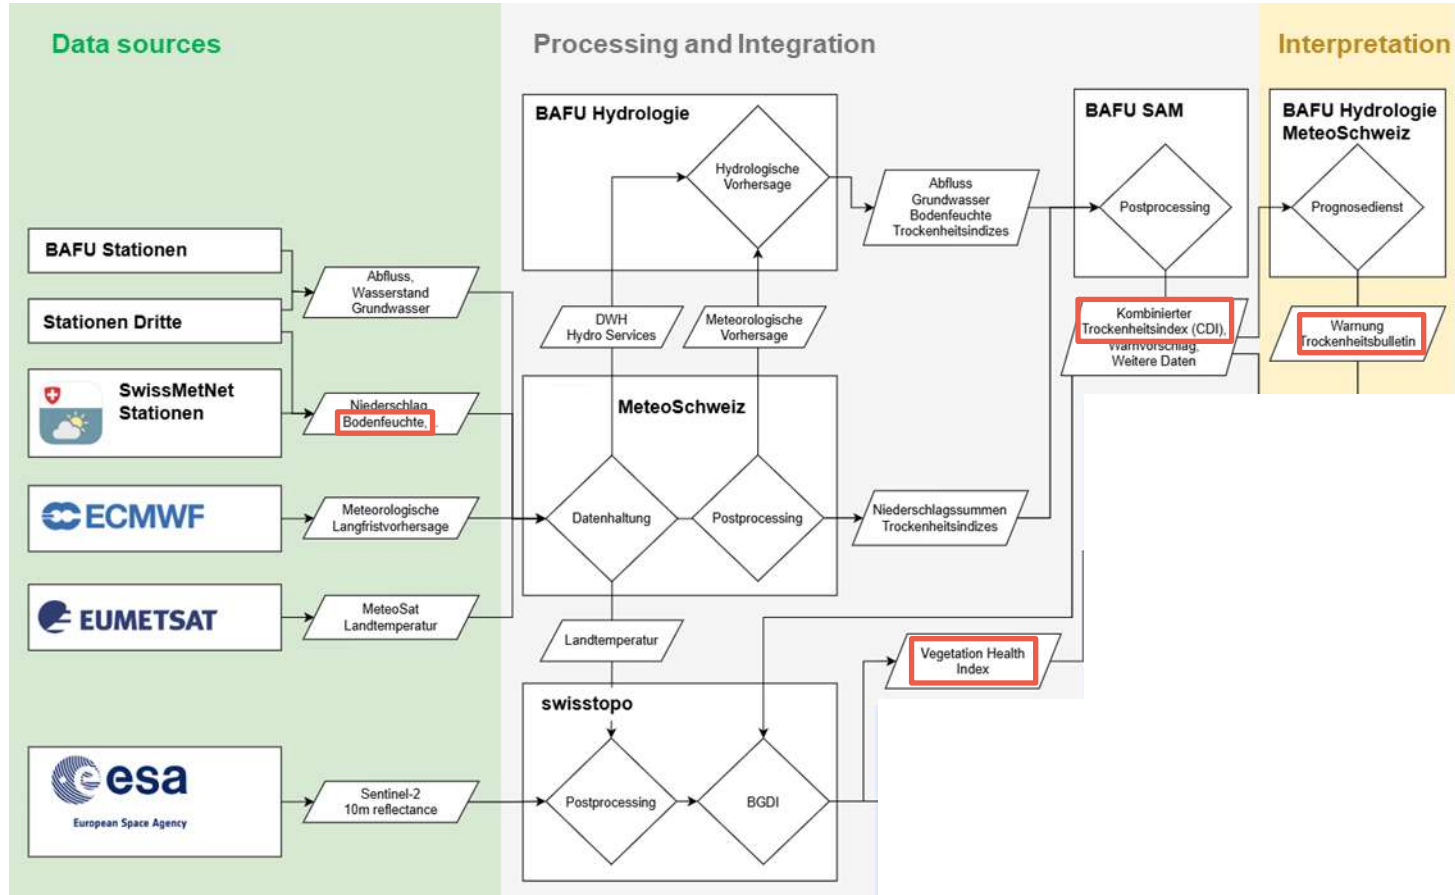 Data sources
Processing and Integration
Interpretation
BAFU Hydrologie
Hydrologische
Vorhersage
Abfluss
Grundwasser
Bodenfeuchte
Trockenheitsindizes
BAFU SAM
Postprocessing
BAFU Hydrologie
MeteoSchweiz
Prognosedienst
BAFU Stationen
Stationen Dritte
Abfluss,
Wasserstand
Grundwasser
SwissMetNet
Stationen
Niederschlag
Bodenfeuchte, .
DWH
Hydro Services
Meteorologische
Vorhersage
Kombinierter
Trockenheitsindex (CDI),
Warnvorschlag,
Weitere Daten
Warnung
Trockenheitsbulletin
MeteoSchweiz
ECMWF
Meteorologische
Langfristvorhersage
Datenhaltung
Postprocessing
Niederschlagssummen
Trockenheitsindizes
EUMETSAT
MeteoSat
Landtemperatur
Landtemperatur
Vegetation Health
Index
swisstopo
esa
European Space Agency
Sentinel-2
10m reflectance
Postprocessing
BGDI